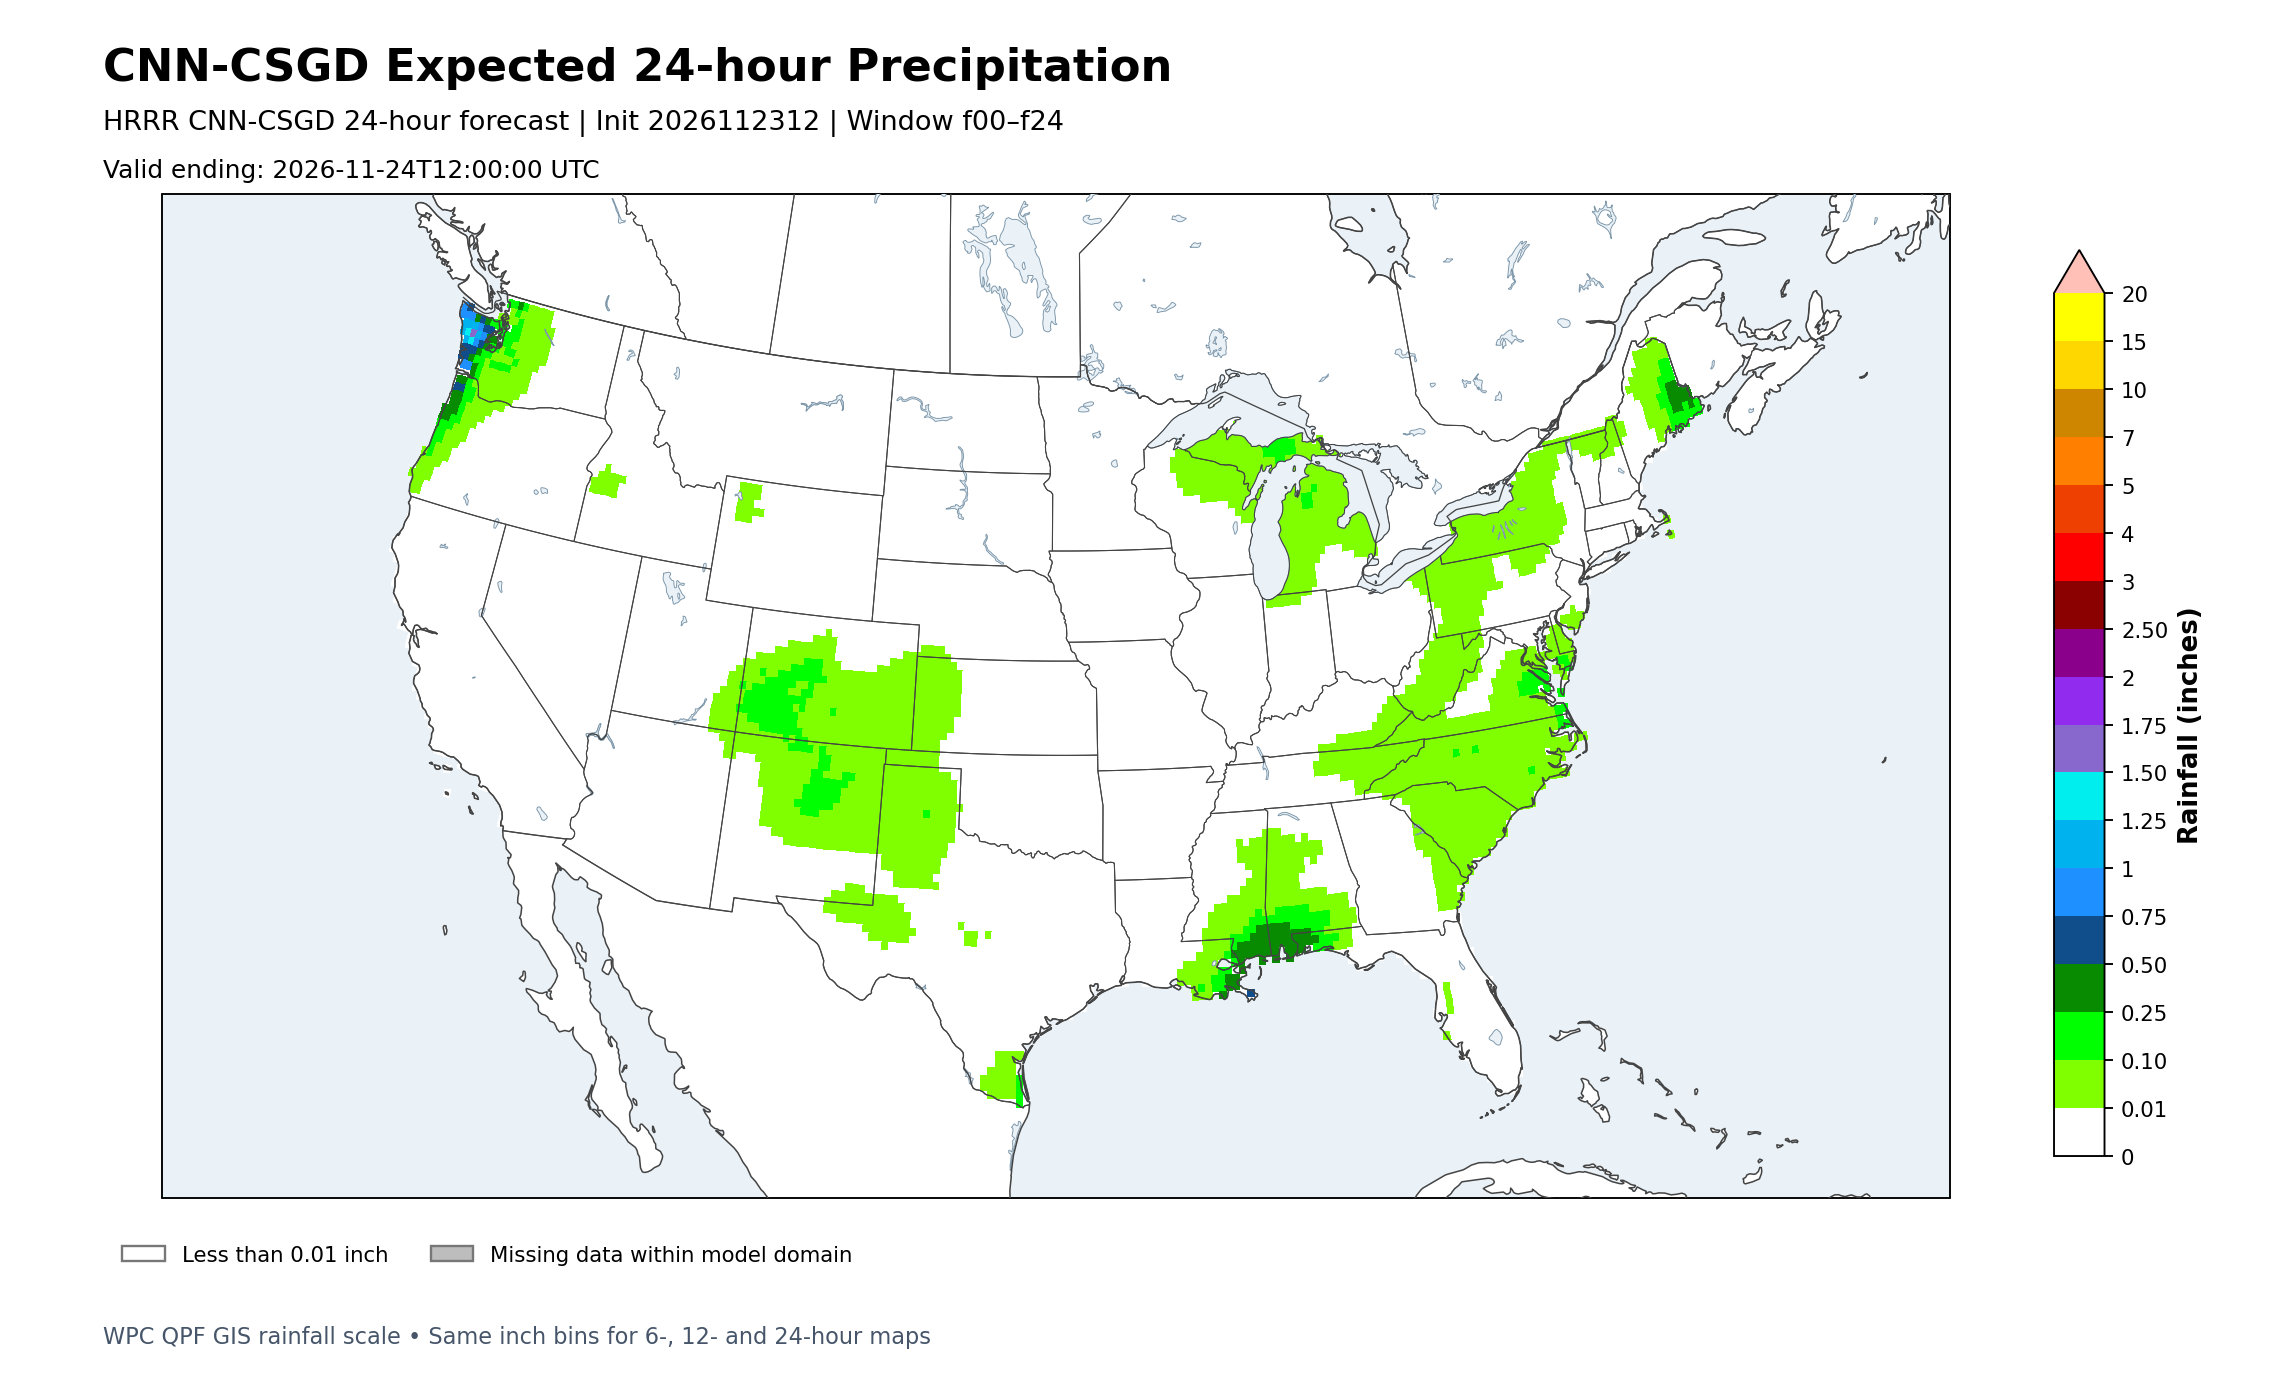 CNN-CSGD Expected 24-hour Precipitation
HRRR CNN-CSGD 24-hour forecast | Init 2026112312 | Window f00–f24
Valid ending: 2026-11-24T12:00:00 UTC
20
15
10
7
5
4
3
2.50
2
1.75
1.50
1.25
1
0.75
0.50
0.25
0.10
0.01
0
Rainfall (inches)
Less than 0.01 inch
Missing data within model domain
WPC QPF GIS rainfall scale • Same inch bins for 6-, 12- and 24-hour maps